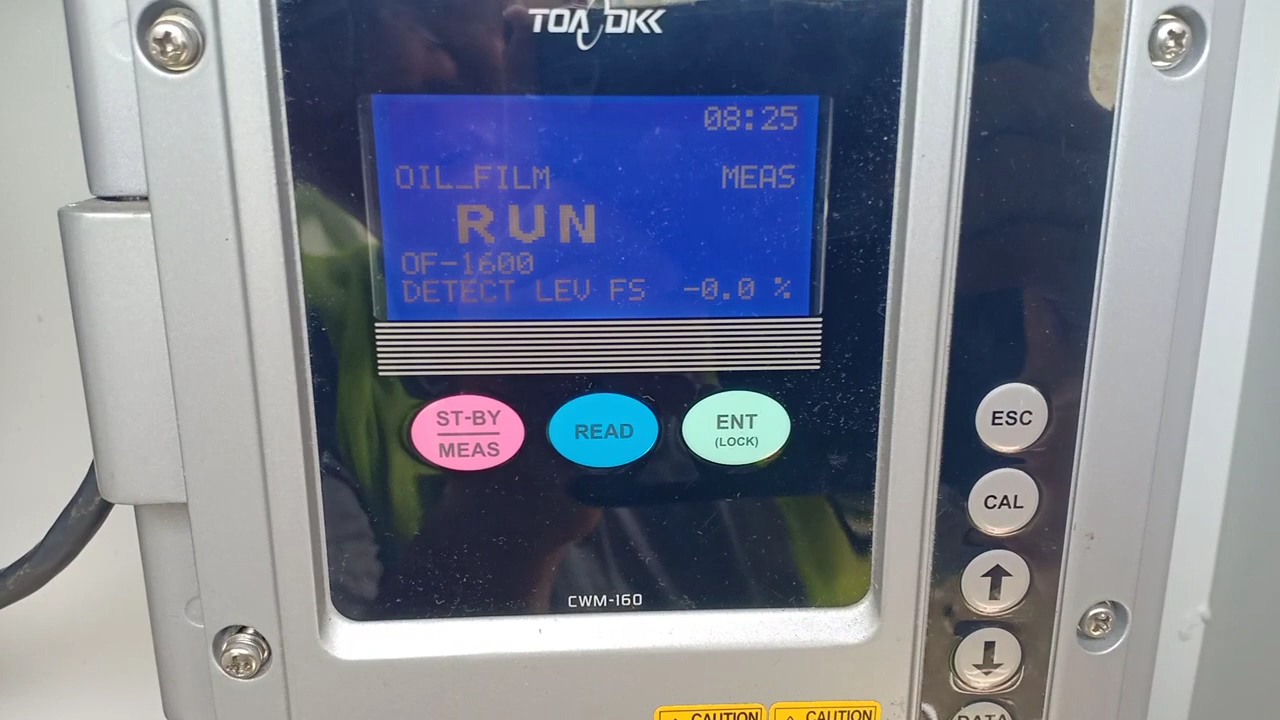 TOA DKK
08:25
OIL_FILM MEAS
RUN
OF-1600
DETECT LEV FS -0.0 %
ST-BY
MEAS
READ
ENT
(LOCK)
ESC
CAL
↑
↓
CWM-160
DATA
CAUTION CAUTION